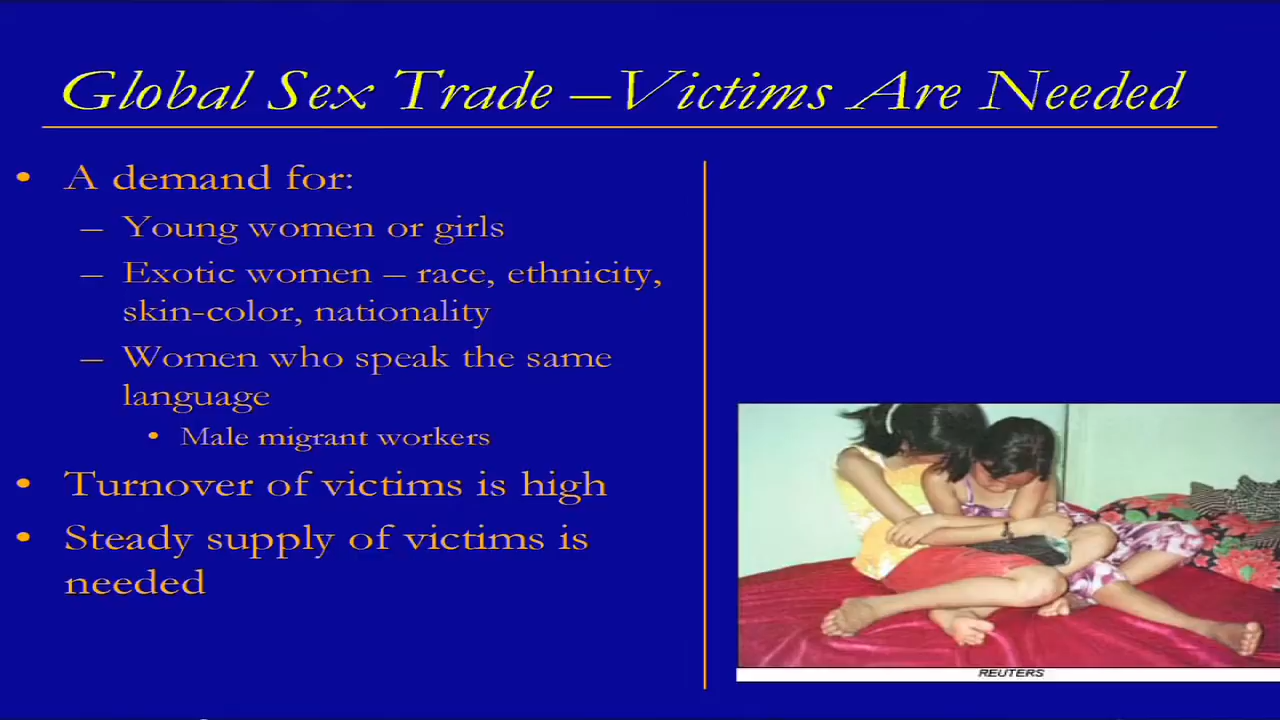 Global Sex Trade –Victims Are Needed
• A demand for:
– Young women or girls
– Exotic women – race, ethnicity,
skin-color, nationality
– Women who speak the same
language
• Male migrant workers
• Turnover of victims is high
• Steady supply of victims is
needed
REUTERS